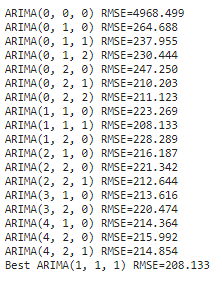 ARIMA(0, 0, 0) RMSE=4968.499
ARIMA(0, 1, 0) RMSE=264.688
ARIMA(0, 1, 1) RMSE=237.955
ARIMA(0, 1, 2) RMSE=230.444
ARIMA(0, 2, 0) RMSE=247.250
ARIMA(0, 2, 1) RMSE=210.203
ARIMA(0, 2, 2) RMSE=211.123
ARIMA(1, 1, 0) RMSE=223.269
ARIMA(1, 1, 1) RMSE=208.133
ARIMA(1, 2, 0) RMSE=228.289
ARIMA(2, 1, 0) RMSE=216.187
ARIMA(2, 2, 0) RMSE=221.342
ARIMA(2, 2, 1) RMSE=212.644
ARIMA(3, 1, 0) RMSE=213.616
ARIMA(3, 2, 0) RMSE=220.474
ARIMA(4, 1, 0) RMSE=214.364
ARIMA(4, 2, 0) RMSE=215.992
ARIMA(4, 2, 1) RMSE=214.854
Best ARIMA(1, 1, 1) RMSE=208.133